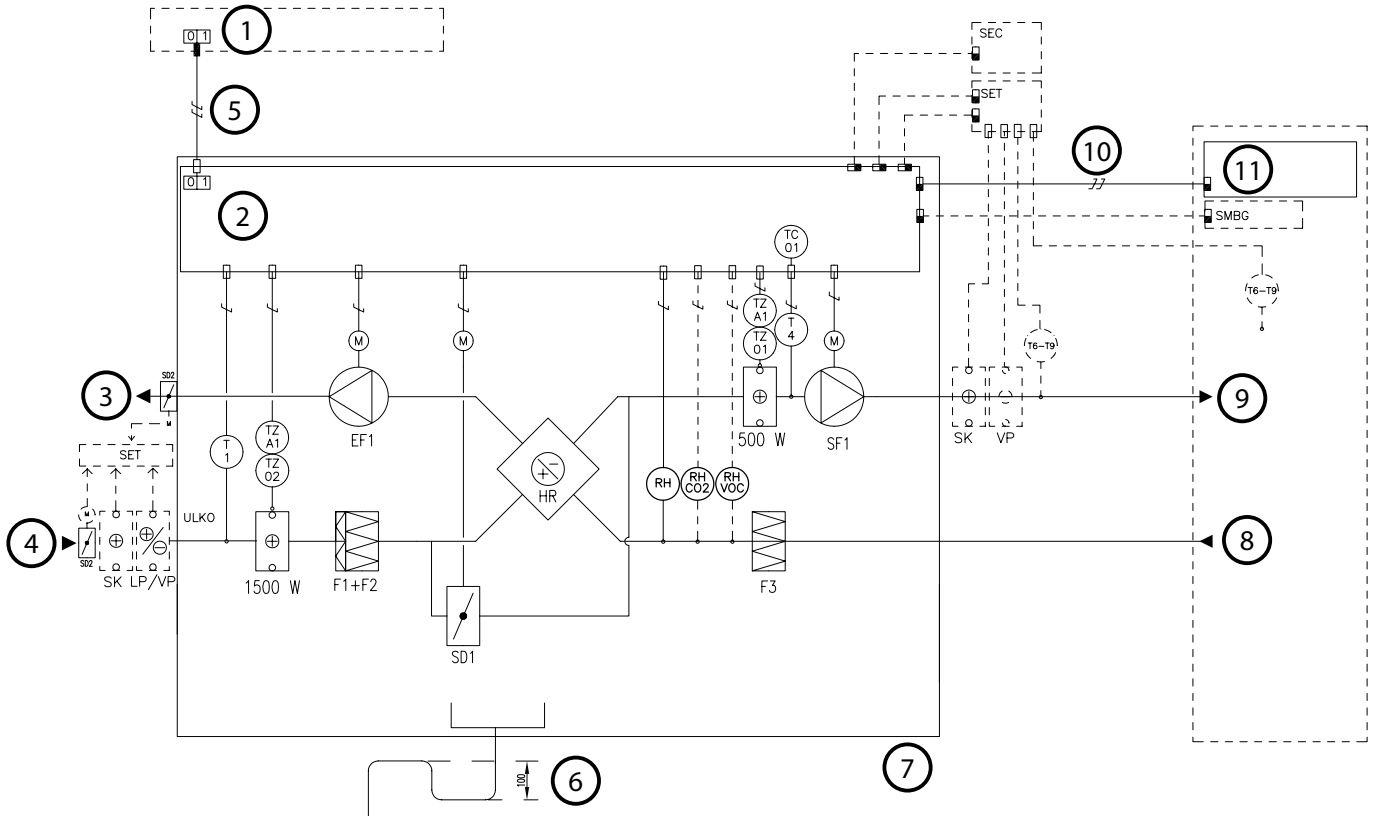 0 1
1
SEC
5
SET
10
11
0 1
2
SMBG
TC
01
TZ
A1
T6-T9
M
M
TZ
01
T
4
M
T6-T9
SD2
3
9
EF1
500 W
SF1
SK
VP
TZ
A1
M
SET
T
1
TZ
02
HR
RH
RH
CO2
RH
VOC
M
ULKO
4
8
SD2
SK
LP/VP
1500 W
F1+F2
F3
SD1
7
100
6